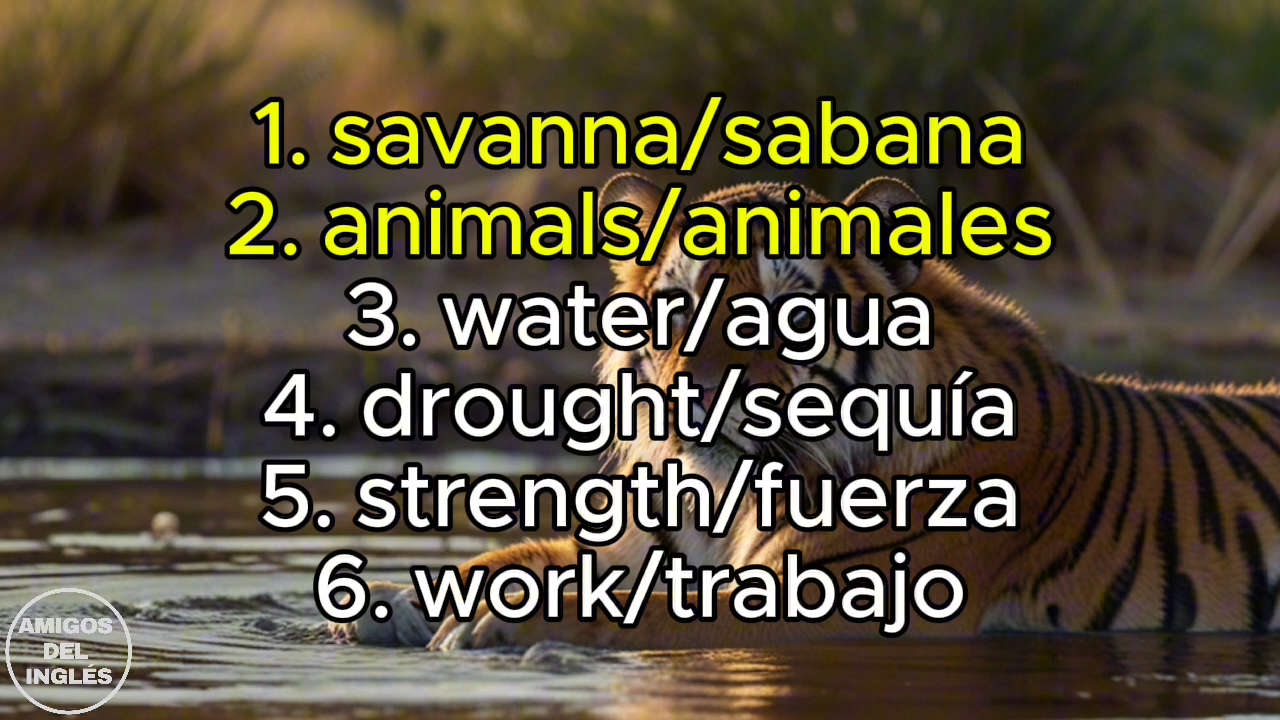 1. savanna/sabana
2. animals/animales
3. water/agua
4. drought/sequía
5. strength/fuerza
6. work/trabajo
AMIGOS
DEL
INGLÉS